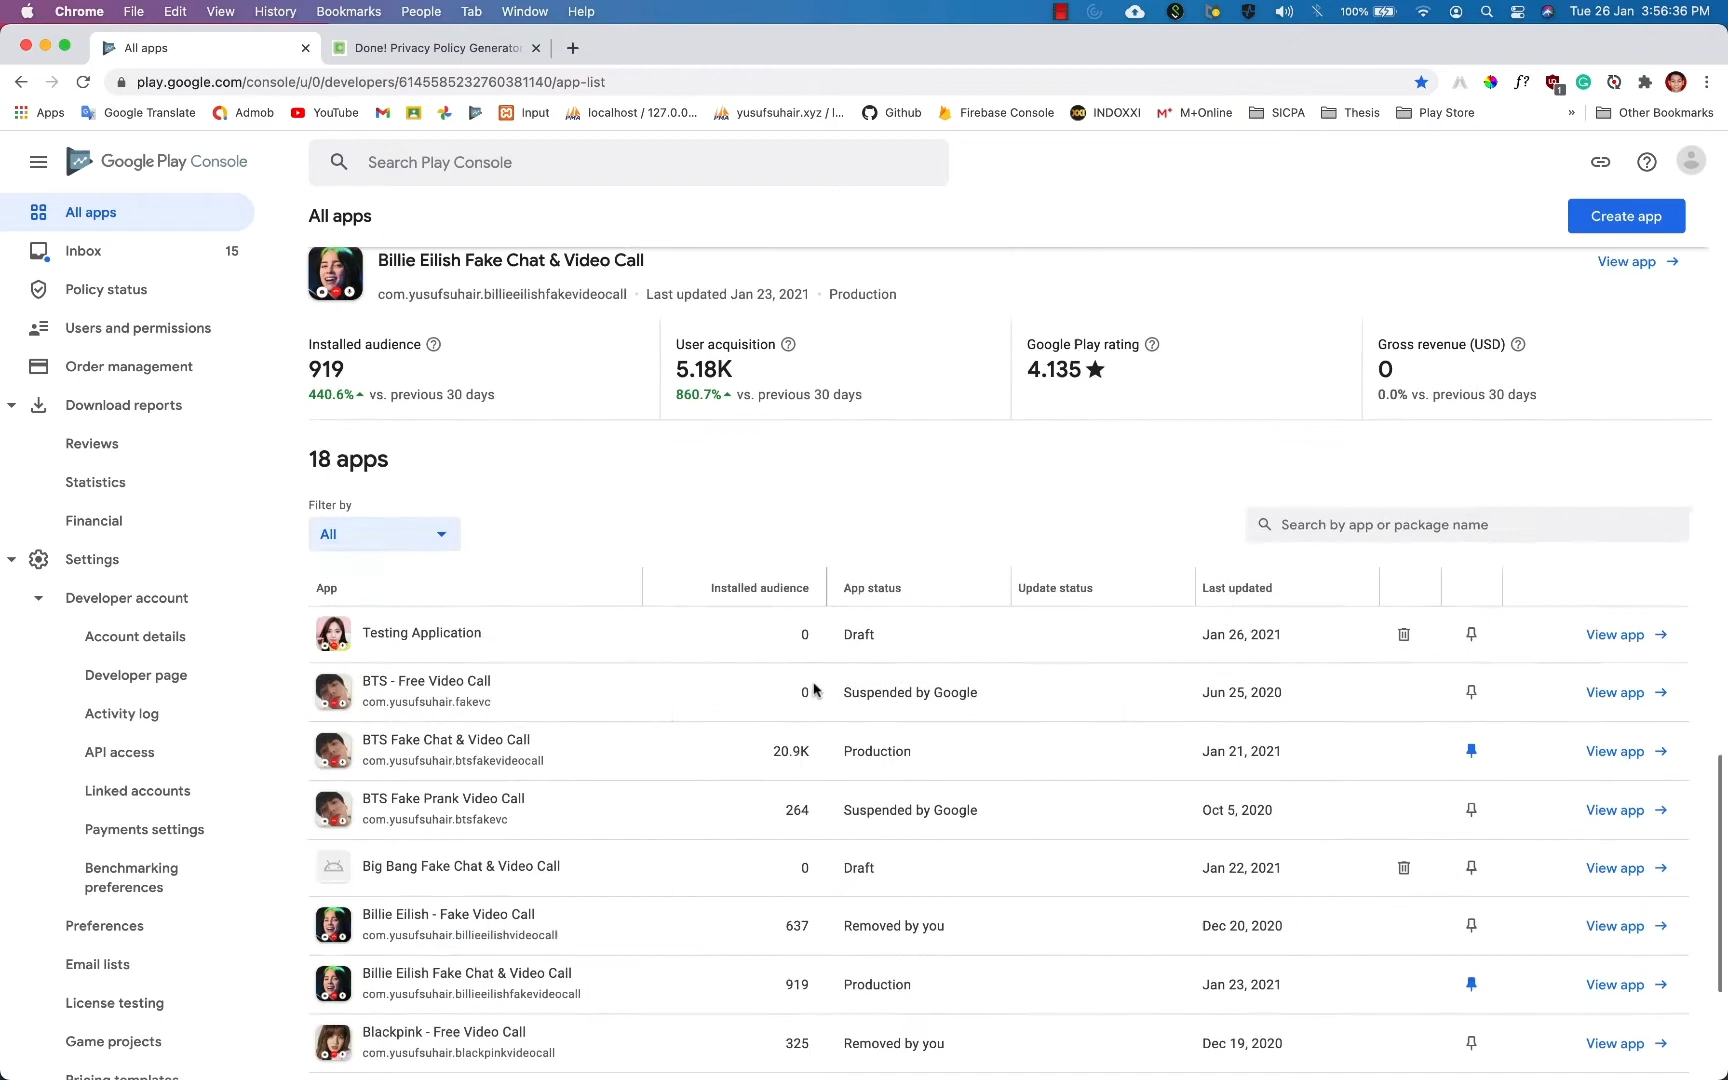 Chrome File Edit View History Bookmarks People Tab Window Help 100% Tue 26 Jan 3:56:36 PM
All apps Done! Privacy Policy Generator
play.google.com/console/u/0/developers/6145585232760381140/app-list
Apps Google Translate Admob YouTube Input localhost / 127.0.0... yusufsuhair.xyz / l... Github Firebase Console INDOXXI M+Online SICPA Thesis Play Store » Other Bookmarks
Google Play Console
Search Play Console
All apps
Inbox 15
Policy status
Users and permissions
Order management
Download reports
Reviews
Statistics
Financial
Settings
Developer account
Account details
Developer page
Activity log
API access
Linked accounts
Payments settings
Benchmarking
preferences
Preferences
Email lists
License testing
Game projects
Pricing templates
All apps
Create app
Billie Eilish Fake Chat & Video Call
View app
com.yusufsuhair.billieeilishfakevideocall · Last updated Jan 23, 2021 · Production
Installed audience
919
440.6% vs. previous 30 days
User acquisition
5.18K
860.7% vs. previous 30 days
Google Play rating
4.135 ★
Gross revenue (USD)
0
0.0% vs. previous 30 days
18 apps
Filter by
All
Search by app or package name
App Installed audience App status Update status Last updated
Testing Application 0 Draft Jan 26, 2021 View app
BTS - Free Video Call
com.yusufsuhair.fakevc
0 Suspended by Google Jun 25, 2020 View app
BTS Fake Chat & Video Call
com.yusufsuhair.btsfakevideocall
20.9K Production Jan 21, 2021 View app
BTS Fake Prank Video Call
com.yusufsuhair.btsfakevc
264 Suspended by Google Oct 5, 2020 View app
Big Bang Fake Chat & Video Call 0 Draft Jan 22, 2021 View app
Billie Eilish - Fake Video Call
com.yusufsuhair.billieeilishvideocall
637 Removed by you Dec 20, 2020 View app
Billie Eilish Fake Chat & Video Call
com.yusufsuhair.billieeilishfakevideocall
919 Production Jan 23, 2021 View app
Blackpink - Free Video Call
com.yusufsuhair.blackpinkvideocall
325 Removed by you Dec 19, 2020 View app